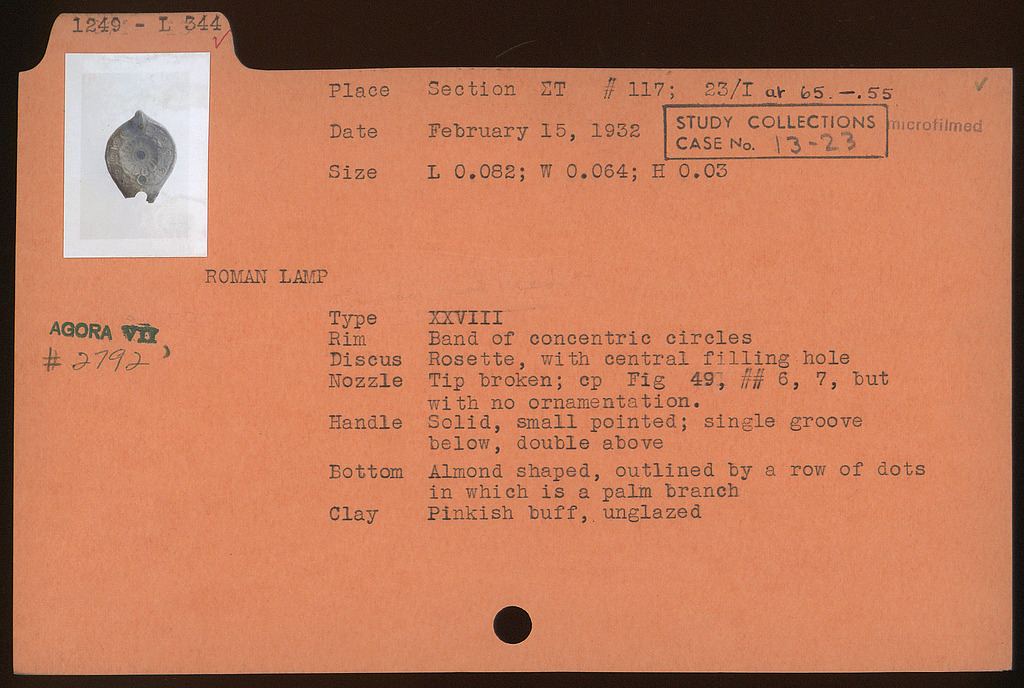 1249 - L 344
Place Section ΣT # 117; 23/I at 65.-.55
Date February 15, 1932
STUDY COLLECTIONS
CASE No. 13-23
microfilmed
Size L 0.082; W 0.064; H 0.03
ROMAN LAMP
AGORA VII
# 2792
Type XXVIII
Rim Band of concentric circles
Discus Rosette, with central filling hole
Nozzle Tip broken; cp Fig 49, ## 6, 7, but
with no ornamentation.
Handle Solid, small pointed; single groove
below, double above
Bottom Almond shaped, outlined by a row of dots
in which is a palm branch
Clay Pinkish buff, unglazed